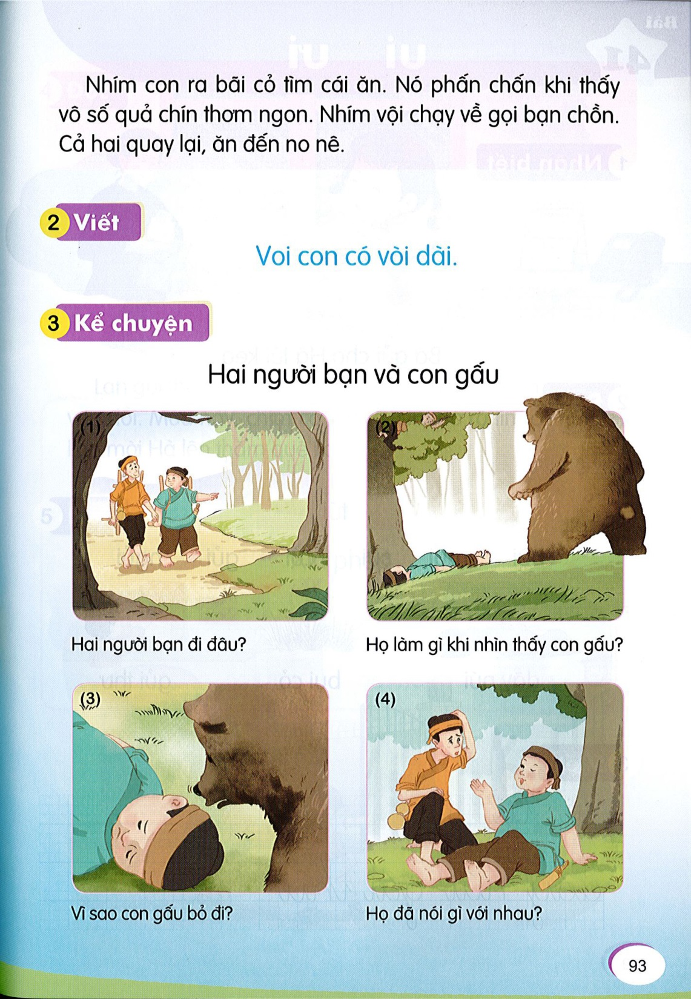 Nhím con ra bãi cỏ tìm cái ăn. Nó phấn chấn khi thấy
vô số quả chín thơm ngon. Nhím vội chạy về gọi bạn chồn.
Cả hai quay lại, ăn đến no nê.
2 Viết
Voi con có vòi dài.
3 Kể chuyện
Hai người bạn và con gấu
(1)
(2)
Hai người bạn đi đâu?
Họ làm gì khi nhìn thấy con gấu?
(3)
(4)
Vì sao con gấu bỏ đi?
Họ đã nói gì với nhau?
93